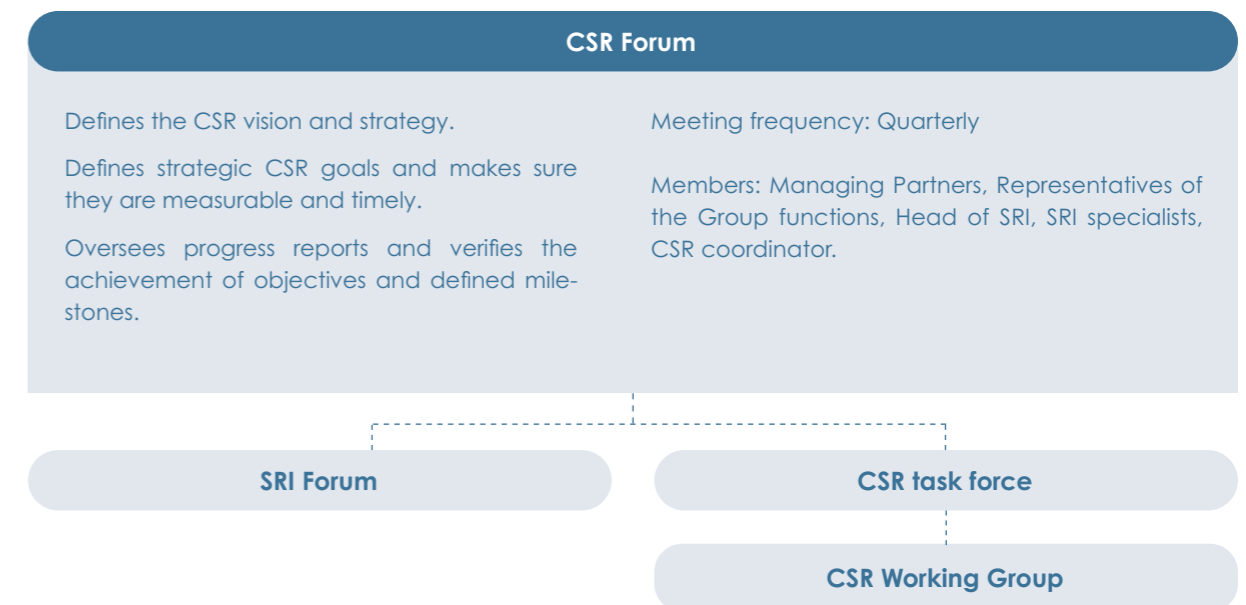 CSR Forum
Defines the CSR vision and strategy.
Defines strategic CSR goals and makes sure
they are measurable and timely.
Oversees progress reports and verifies the
achievement of objectives and defined mile-
stones.
Meeting frequency: Quarterly
Members: Managing Partners, Representatives of
the Group functions, Head of SRI, SRI specialists,
CSR coordinator.
SRI Forum
CSR task force
CSR Working Group